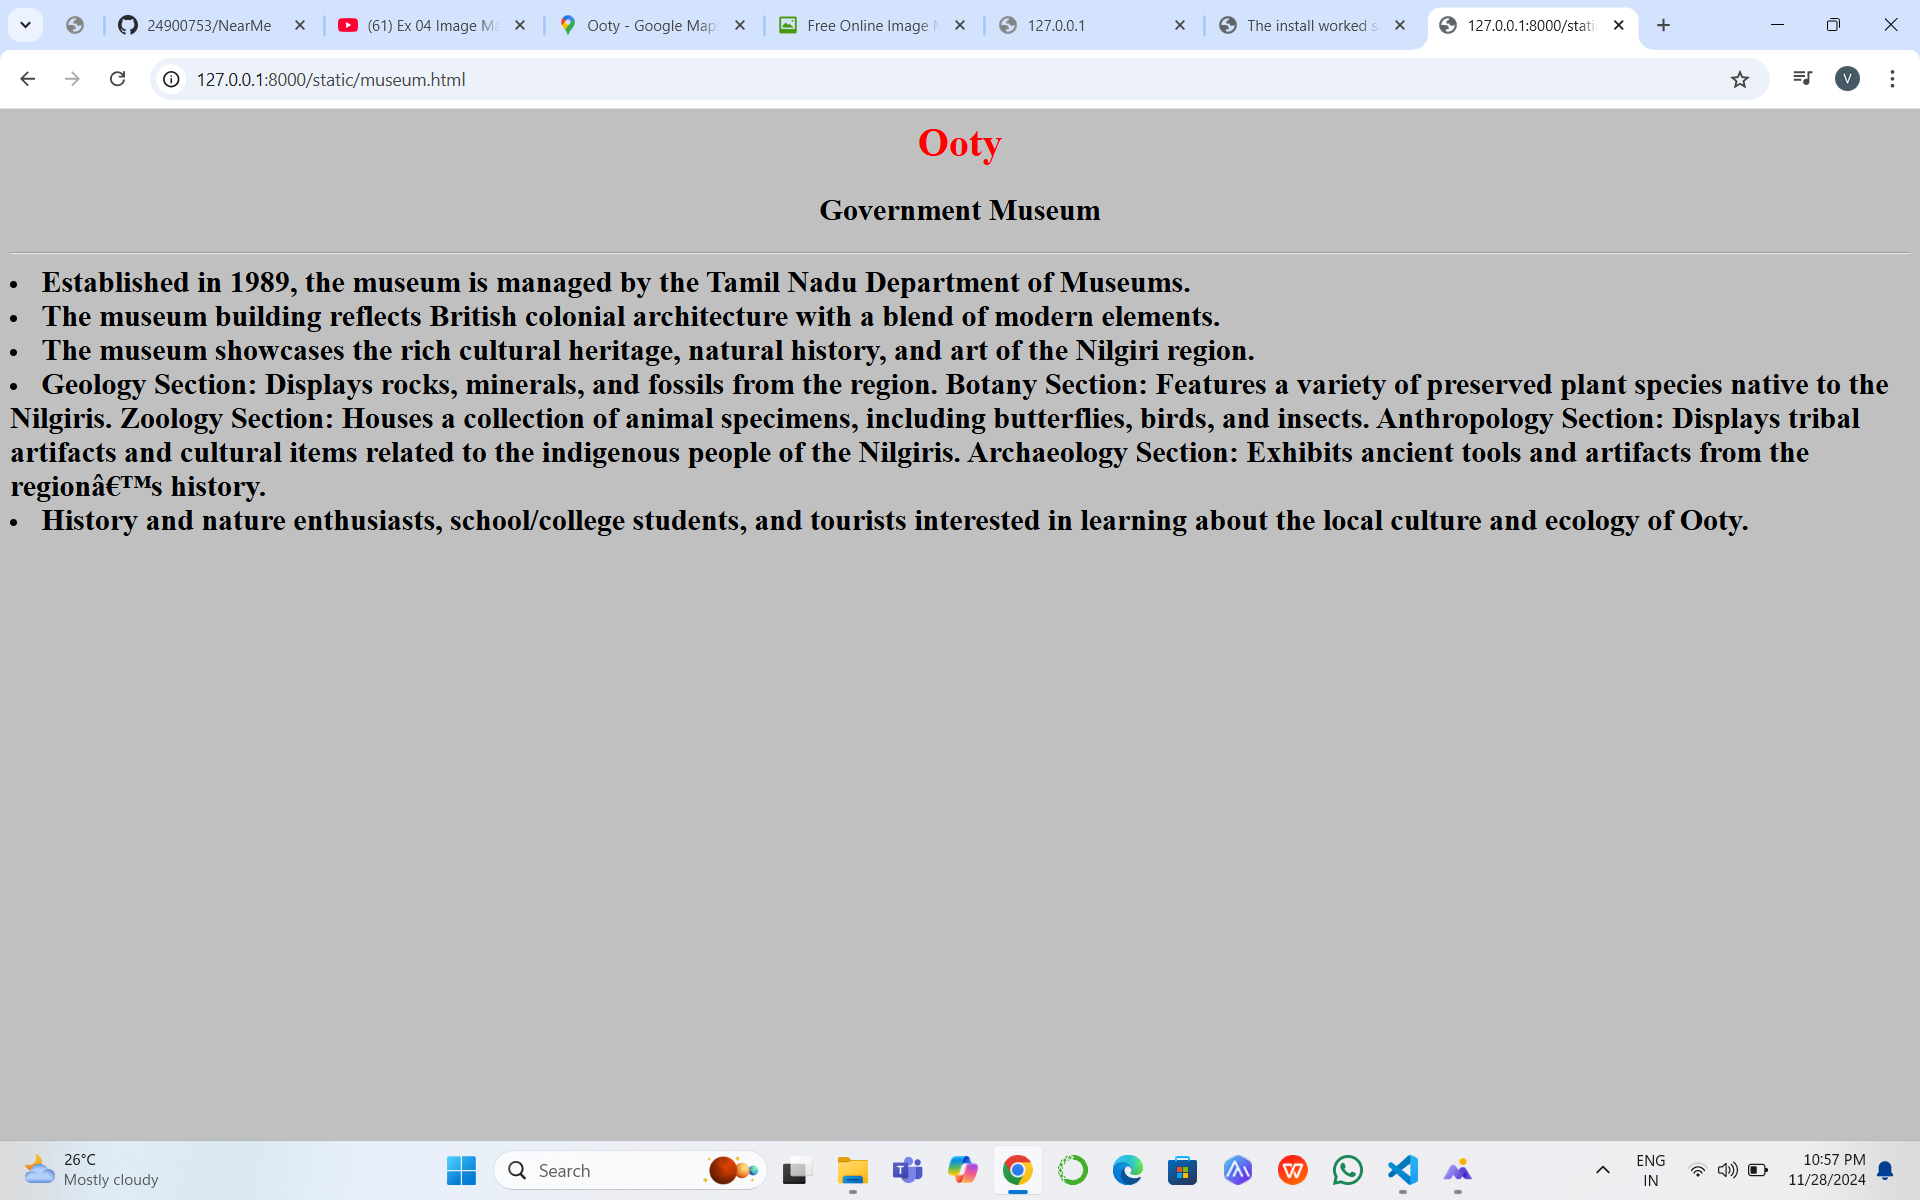 24900753/NearMe
(61) Ex 04 Image Ma
Ooty - Google Maps
Free Online Image M
127.0.0.1
The install worked s
127.0.0.1:8000/stati
127.0.0.1:8000/static/museum.html
V
Ooty
Government Museum
• Established in 1989, the museum is managed by the Tamil Nadu Department of Museums.
• The museum building reflects British colonial architecture with a blend of modern elements.
• The museum showcases the rich cultural heritage, natural history, and art of the Nilgiri region.
• Geology Section: Displays rocks, minerals, and fossils from the region. Botany Section: Features a variety of preserved plant species native to the
Nilgiris. Zoology Section: Houses a collection of animal specimens, including butterflies, birds, and insects. Anthropology Section: Displays tribal
artifacts and cultural items related to the indigenous people of the Nilgiris. Archaeology Section: Exhibits ancient tools and artifacts from the
regionâ€™s history.
• History and nature enthusiasts, school/college students, and tourists interested in learning about the local culture and ecology of Ooty.
26°C
Mostly cloudy
Search
ENG
IN
10:57 PM
11/28/2024